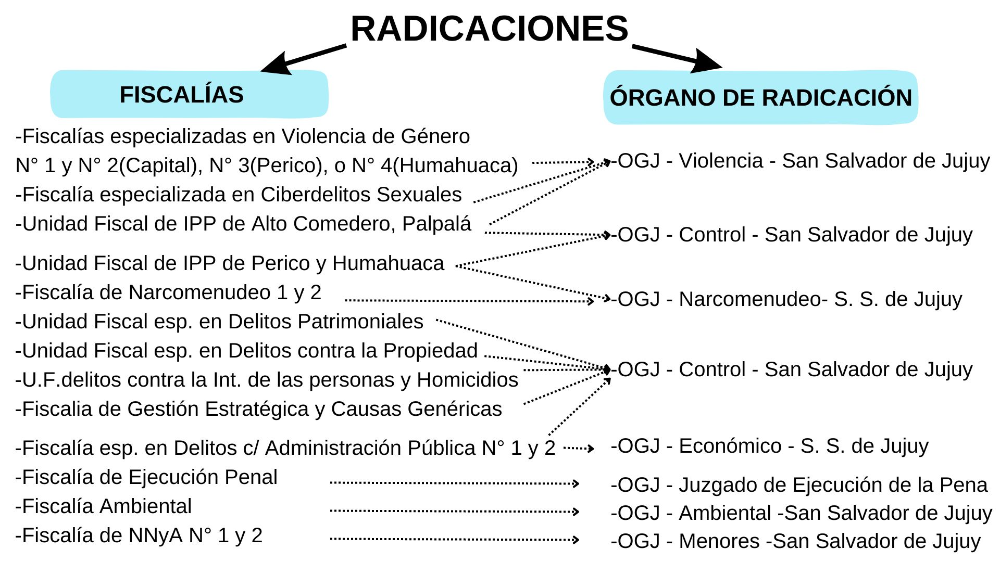 RADICACIONES
FISCALÍAS
-Fiscalías especializadas en Violencia de Género
N° 1 y N° 2(Capital), N° 3(Perico), o N° 4(Humahuaca)
-Fiscalía especializada en Ciberdelitos Sexuales
-Unidad Fiscal de IPP de Alto Comedero, Palpalá
-Unidad Fiscal de IPP de Perico y Humahuaca
-Fiscalía de Narcomenudeo 1 y 2
-Unidad Fiscal esp. en Delitos Patrimoniales
-Unidad Fiscal esp. en Delitos contra la Propiedad
-U.F.delitos contra la Int. de las personas y Homicidios
-Fiscalia de Gestión Estratégica y Causas Genéricas
-Fiscalía esp. en Delitos c/ Administración Pública N° 1 y 2
-Fiscalía de Ejecución Penal
-Fiscalía Ambiental
-Fiscalía de NNyA N° 1 y 2
ÓRGANO DE RADICACIÓN
-OGJ - Violencia - San Salvador de Jujuy
-OGJ - Control - San Salvador de Jujuy
-OGJ - Narcomenudeo- S. S. de Jujuy
-OGJ - Control - San Salvador de Jujuy
-OGJ - Económico - S. S. de Jujuy
-OGJ - Juzgado de Ejecución de la Pena
-OGJ - Ambiental -San Salvador de Jujuy
-OGJ - Menores -San Salvador de Jujuy